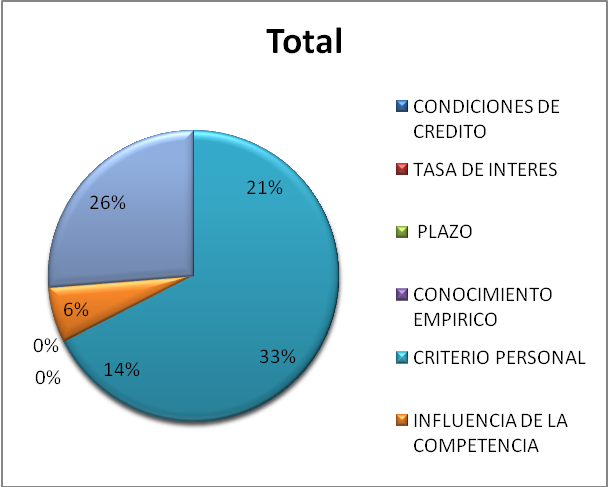 Total
21%
26%
6%
0%
0%
14%
33%
CONDICIONES DE
CREDITO
TASA DE INTERES
PLAZO
CONOCIMIENTO
EMPIRICO
CRITERIO PERSONAL
INFLUENCIA DE LA
COMPETENCIA